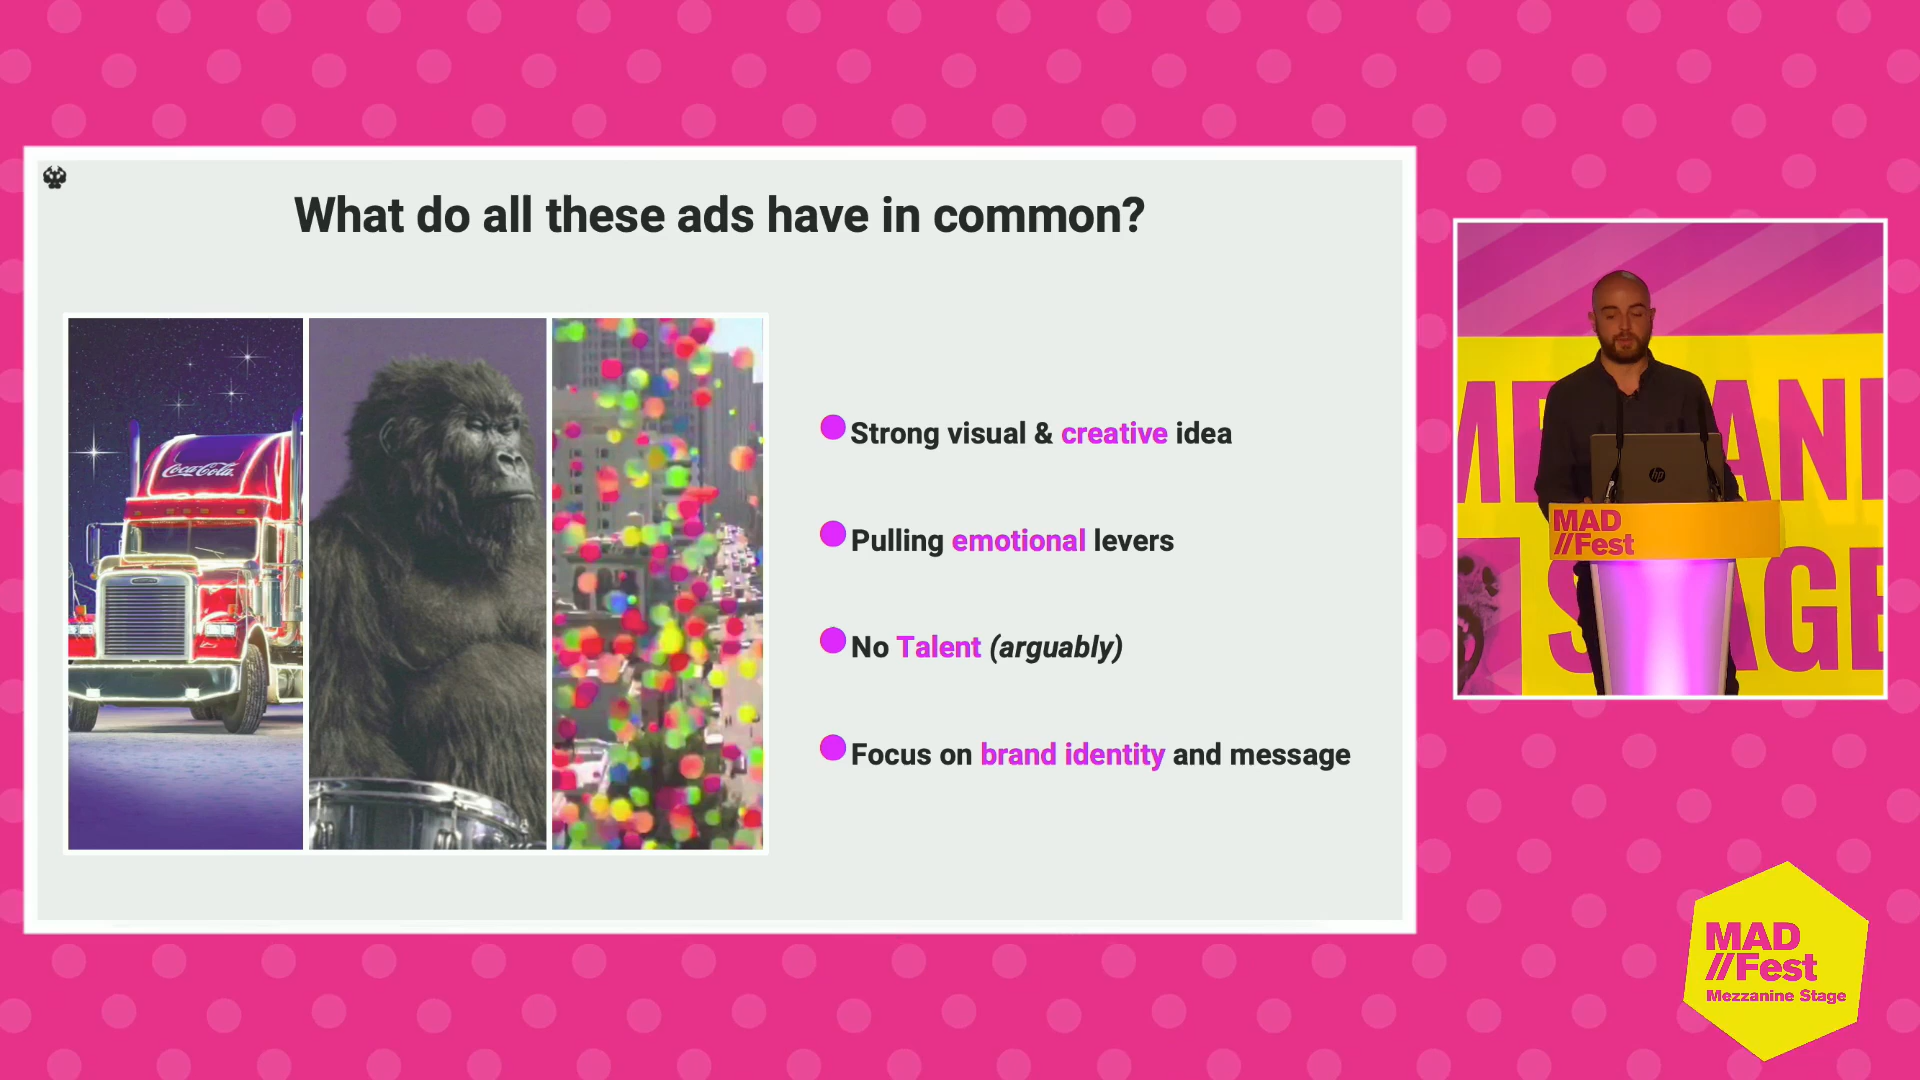 What do all these ads have in common?
Coca-Cola
Strong visual & creative idea
Pulling emotional levers
No Talent (arguably)
Focus on brand identity and message
hp
MAD
//Fest
MAD
//Fest
Mezzanine Stage